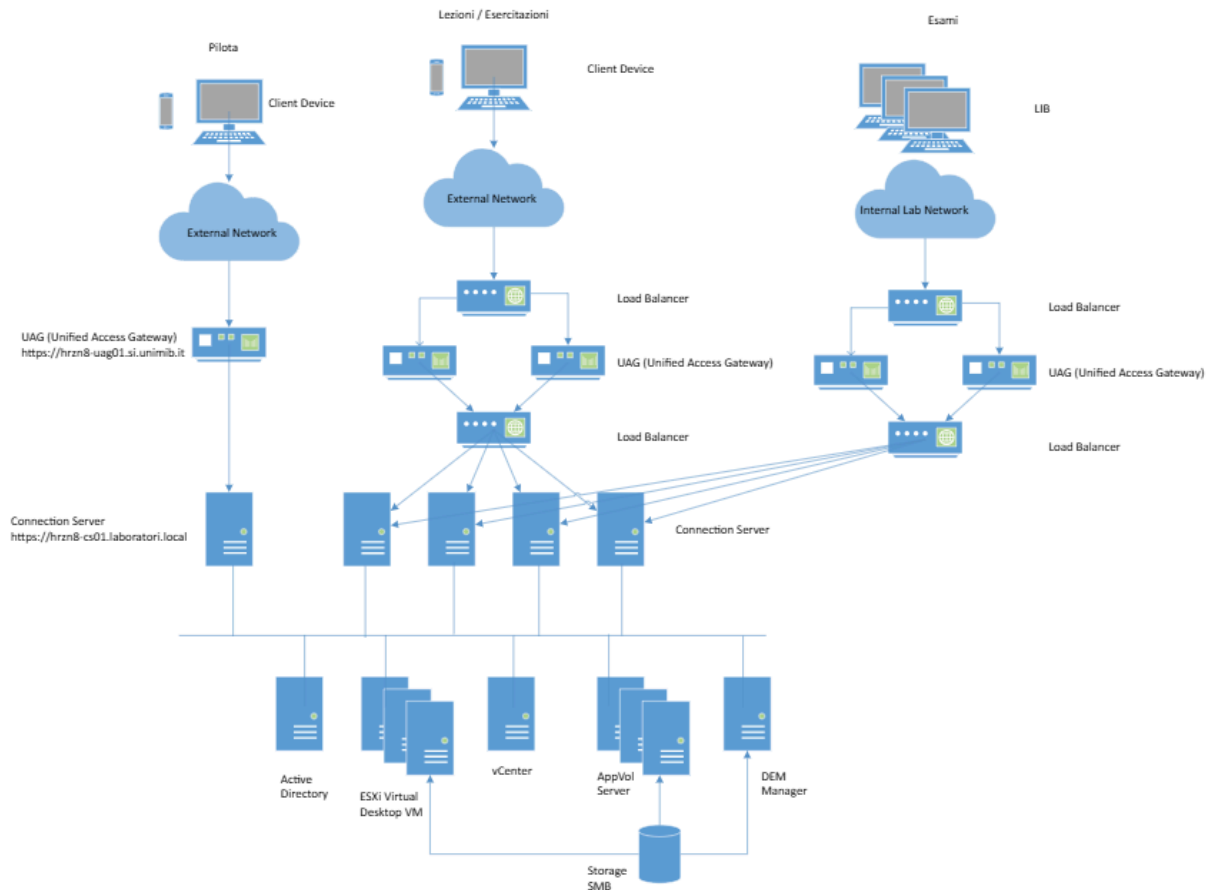 Lezioni / Esercitazioni
Esami
Pilota
Client Device
Client Device
LIB
External Network
Internal Lab Network
External Network
Load Balancer
Load Balancer
UAG (Unified Access Gateway)
https://hrzn8-uag01.si.unimib.it
UAG (Unified Access Gateway)
UAG (Unified Access Gateway)
Load Balancer
Load Balancer
Connection Server
https://hrzn8-cs01.laboratori.local
Connection Server
Active
Directory
ESXi Virtual
Desktop VM
vCenter
AppVol
Server
DEM
Manager
Storage
SMB